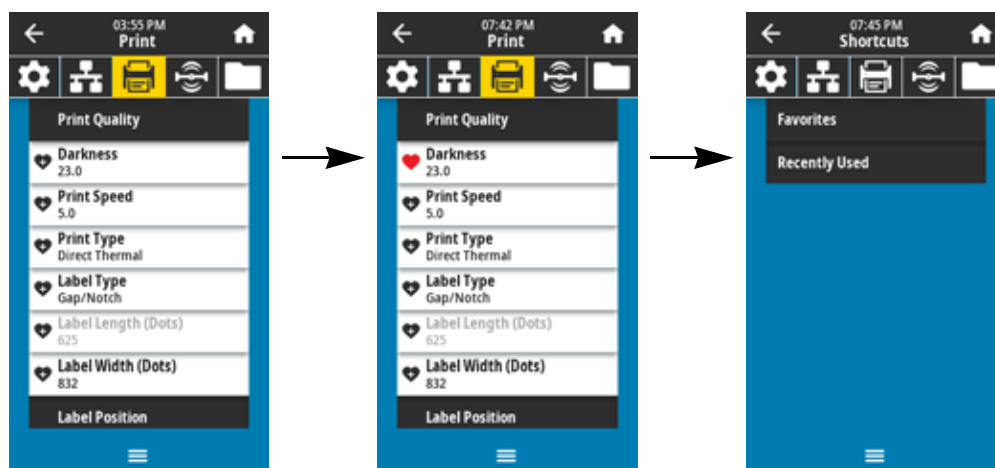 03:55 PM
Print
Print Quality
Darkness
23.0
Print Speed
5.0
Print Type
Direct Thermal
Label Type
Gap/Notch
Label Length (Dots)
625
Label Width (Dots)
832
Label Position
07:42 PM
Print
Print Quality
Darkness
23.0
Print Speed
5.0
Print Type
Direct Thermal
Label Type
Gap/Notch
Label Length (Dots)
625
Label Width (Dots)
832
Label Position
07:45 PM
Shortcuts
Favorites
Recently Used